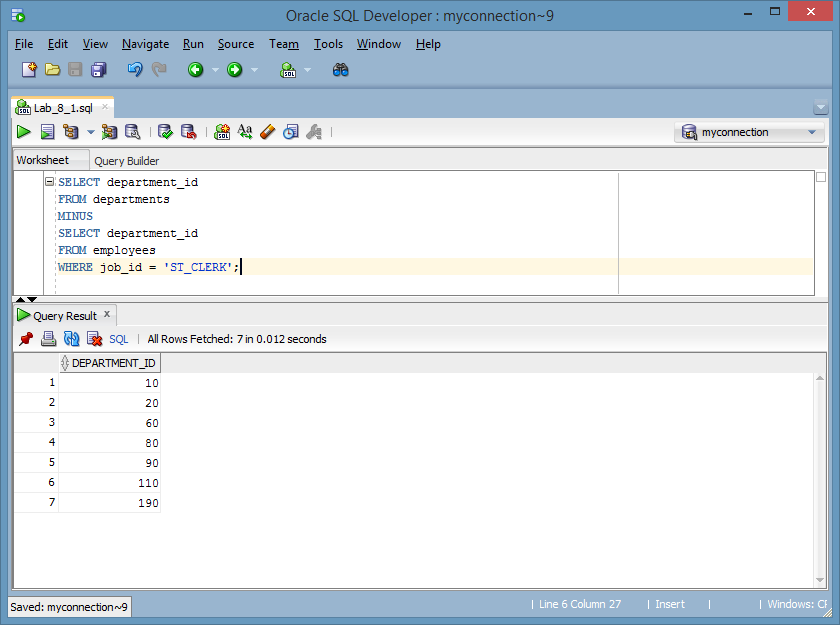 Oracle SQL Developer : myconnection~9
File Edit View Navigate Run Source Team Tools Window Help
Lab_8_1.sql
myconnection
Worksheet Query Builder
SELECT department_id
FROM departments
MINUS
SELECT department_id
FROM employees
WHERE job_id = 'ST_CLERK';
Query Result x
SQL | All Rows Fetched: 7 in 0.012 seconds
DEPARTMENT_ID
1 10
2 20
3 60
4 80
5 90
6 110
7 190
Saved: myconnection~9 | Line 6 Column 27 | Insert | | Windows: CF